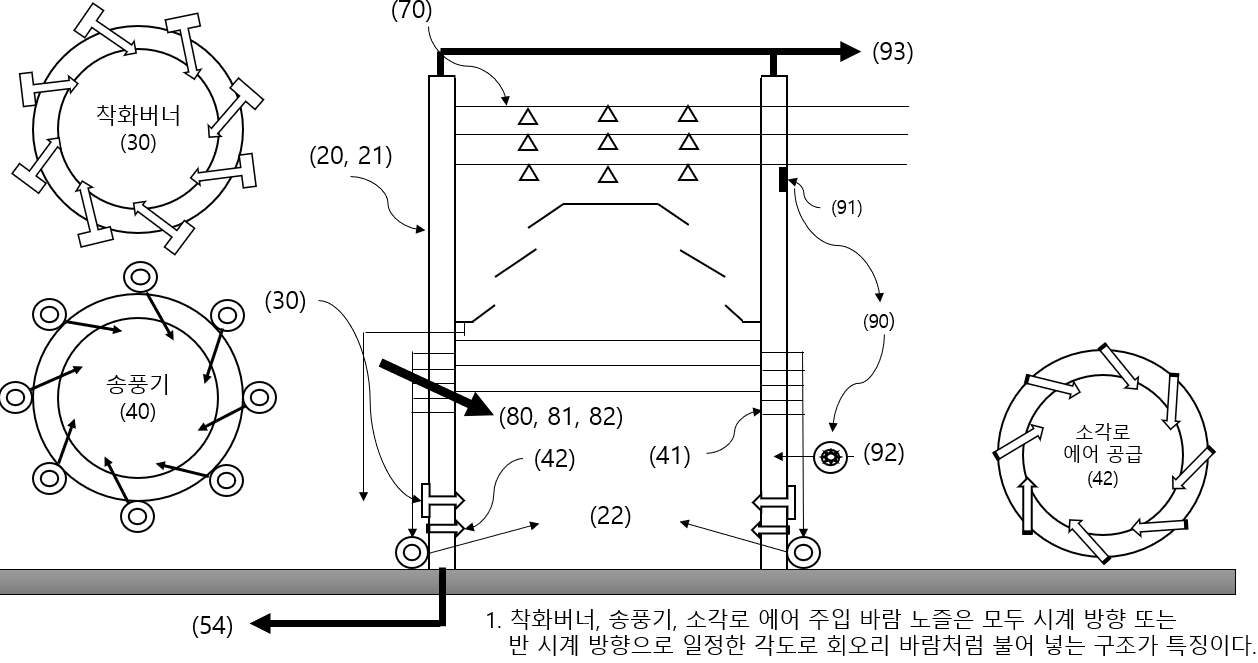 (70)
(93)
착화버너
(30)
(20, 21)
(91)
(30)
(90)
송풍기
(40)
(80, 81, 82)
(42)
(41)
(92)
소각로
에어 공급
(42)
(22)
(54)
1. 착화버너, 송풍기, 소각로 에어 주입 바람 노즐은 모두 시계 방향 또는
반 시계 방향으로 일정한 각도로 회오리 바람처럼 불어 넣는 구조가 특징이다.